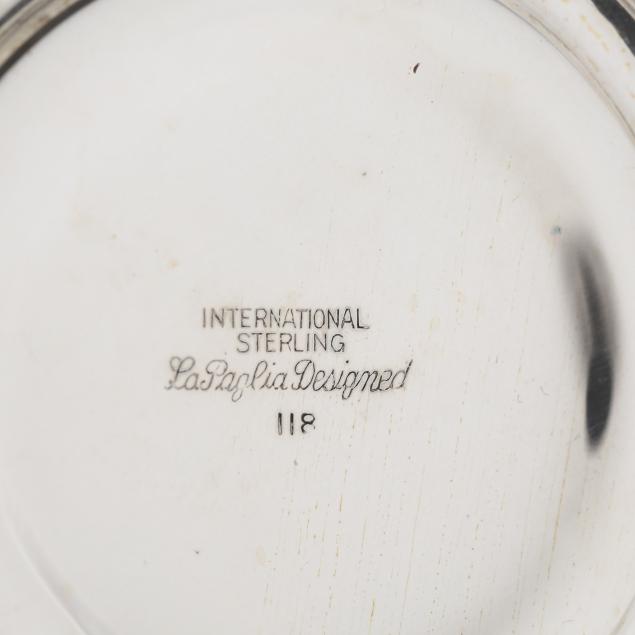 INTERNATIONAL
STERLING
LaPaglia Designed
118